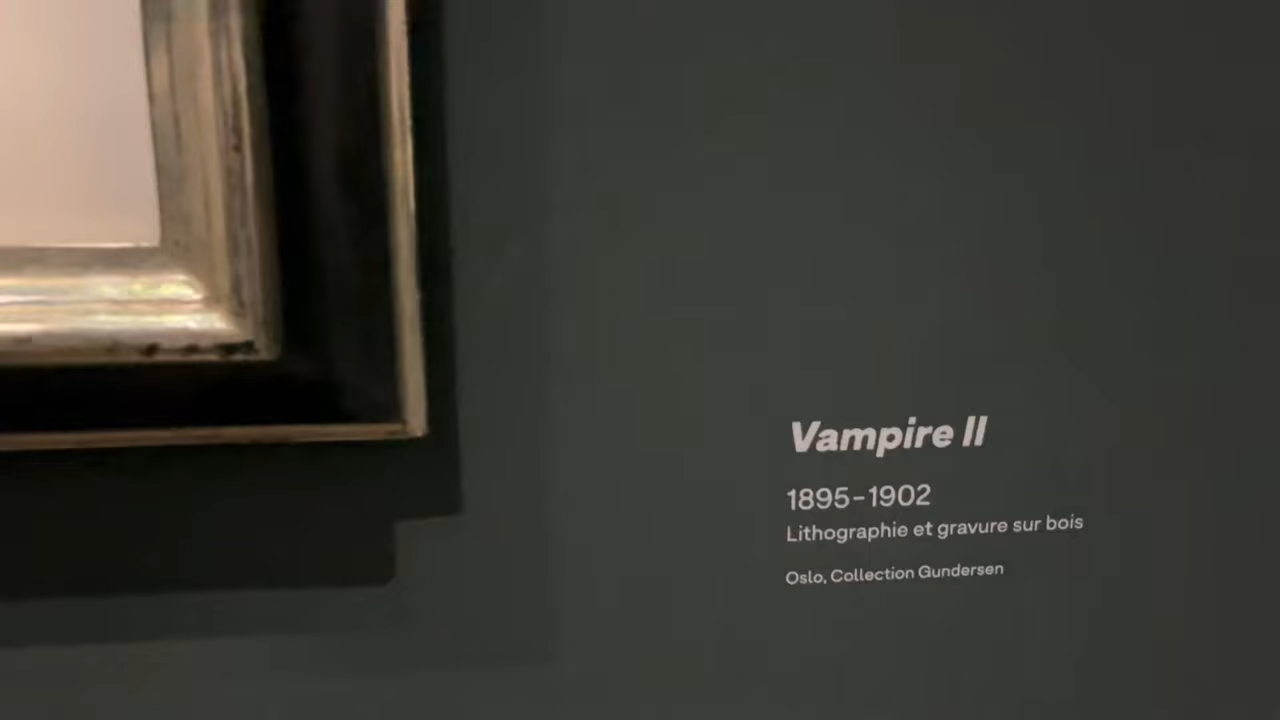 Vampire II
1895-1902
Lithographie et gravure sur bois
Oslo, Collection Gundersen